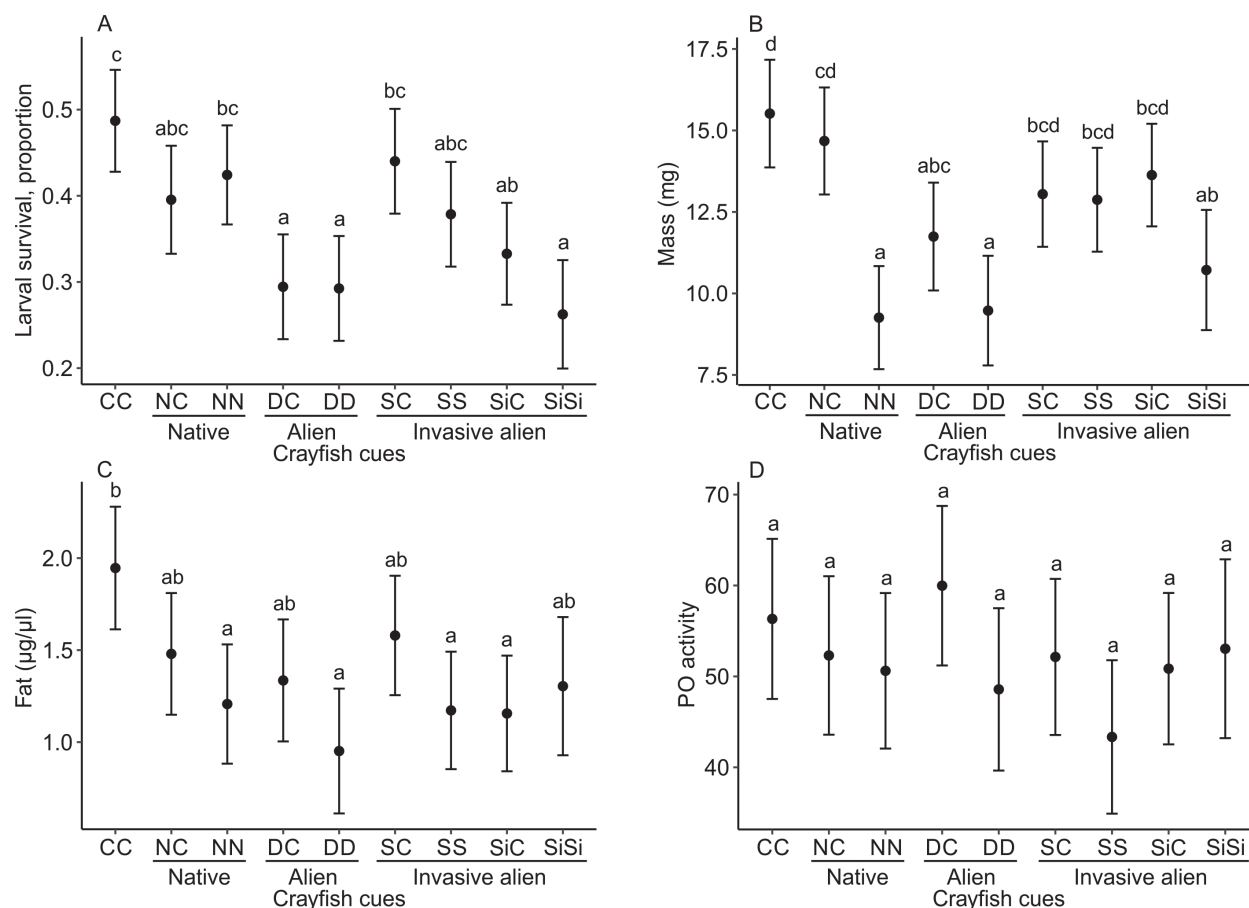 A
Larval survival, proportion
0.5
0.4
0.3
0.2
c
abc
bc
a
a
bc
abc
ab
a
CC NC NN DC DD SC SS SiC SiSi
Native Alien Invasive alien
Crayfish cues
B
Mass (mg)
17.5
15.0
12.5
10.0
7.5
d
cd
a
abc
a
bcd
bcd
bcd
ab
CC NC NN DC DD SC SS SiC SiSi
Native Alien Invasive alien
Crayfish cues
C
Fat (µg/µl)
2.0
1.5
1.0
b
ab
a
ab
a
ab
a
a
ab
CC NC NN DC DD SC SS SiC SiSi
Native Alien Invasive alien
Crayfish cues
D
PO activity
70
60
50
40
a
a
a
a
a
a
a
a
a
CC NC NN DC DD SC SS SiC SiSi
Native Alien Invasive alien
Crayfish cues